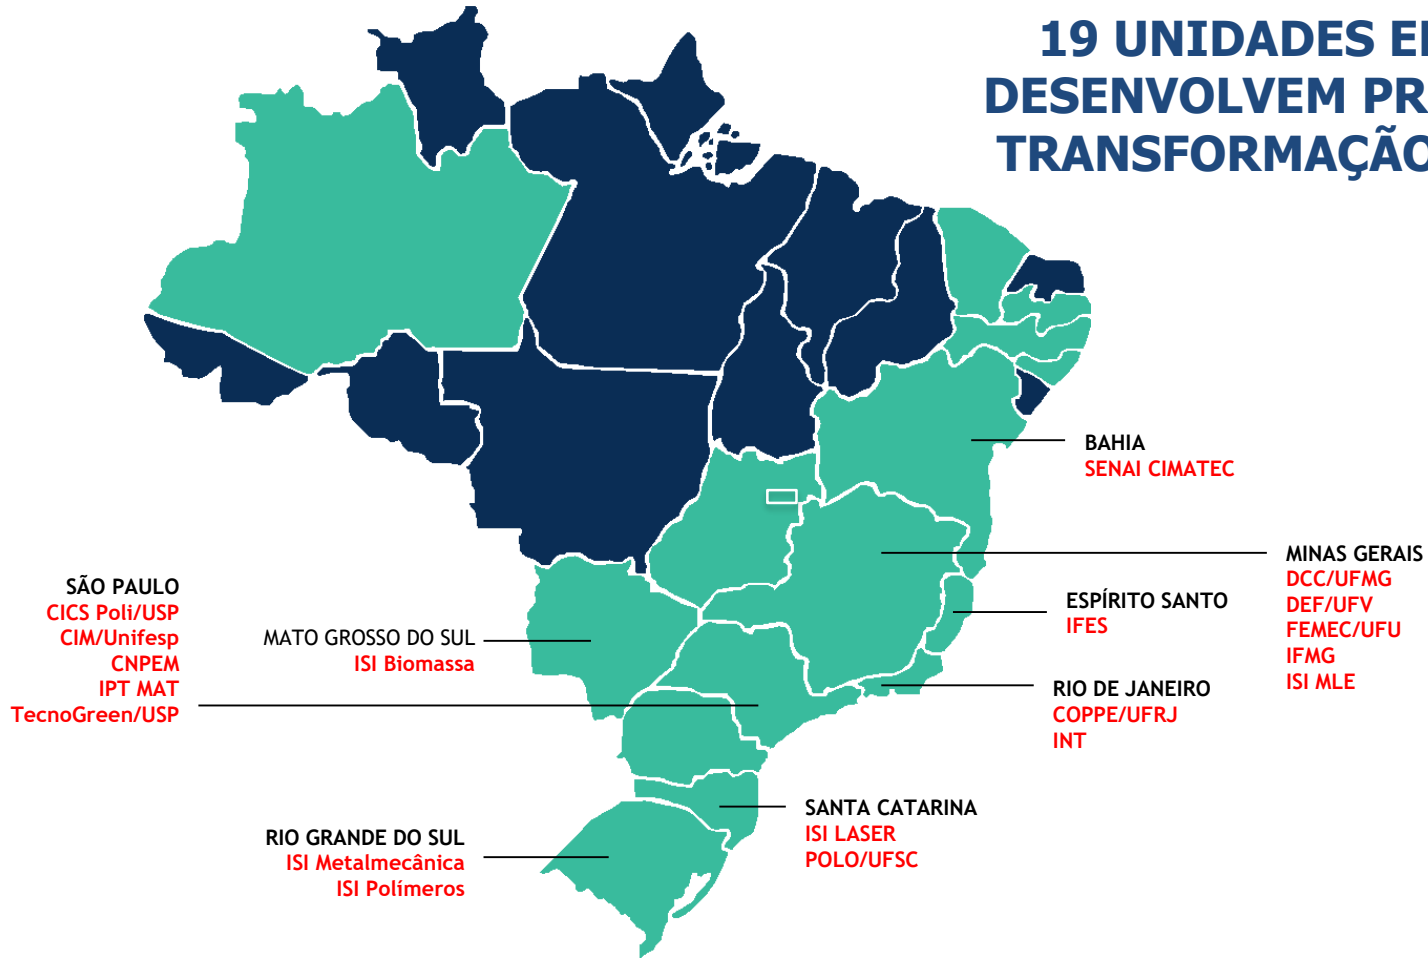 19 UNIDADES
DESENVOLVEM
TRANSFORMAÇÃO
BAHIA
SENAI CIMATEC
MINAS GERAIS
DCC/UFMG
DEF/UFV
FEMEC/UFU
IFMG
ISI MLE
SÃO PAULO
CICS Poli/USP
CIM/Unifesp
CNPEM
IPT MAT
TecnoGreen/USP
MATO GROSSO DO SUL
ISI Biomassa
ESPÍRITO SANTO
IFES
RIO DE JANEIRO
COPPE/UFRJ
INT
SANTA CATARINA
ISI LASER
POLO/UFSC
RIO GRANDE DO SUL
ISI Metalmecânica
ISI Polímeros